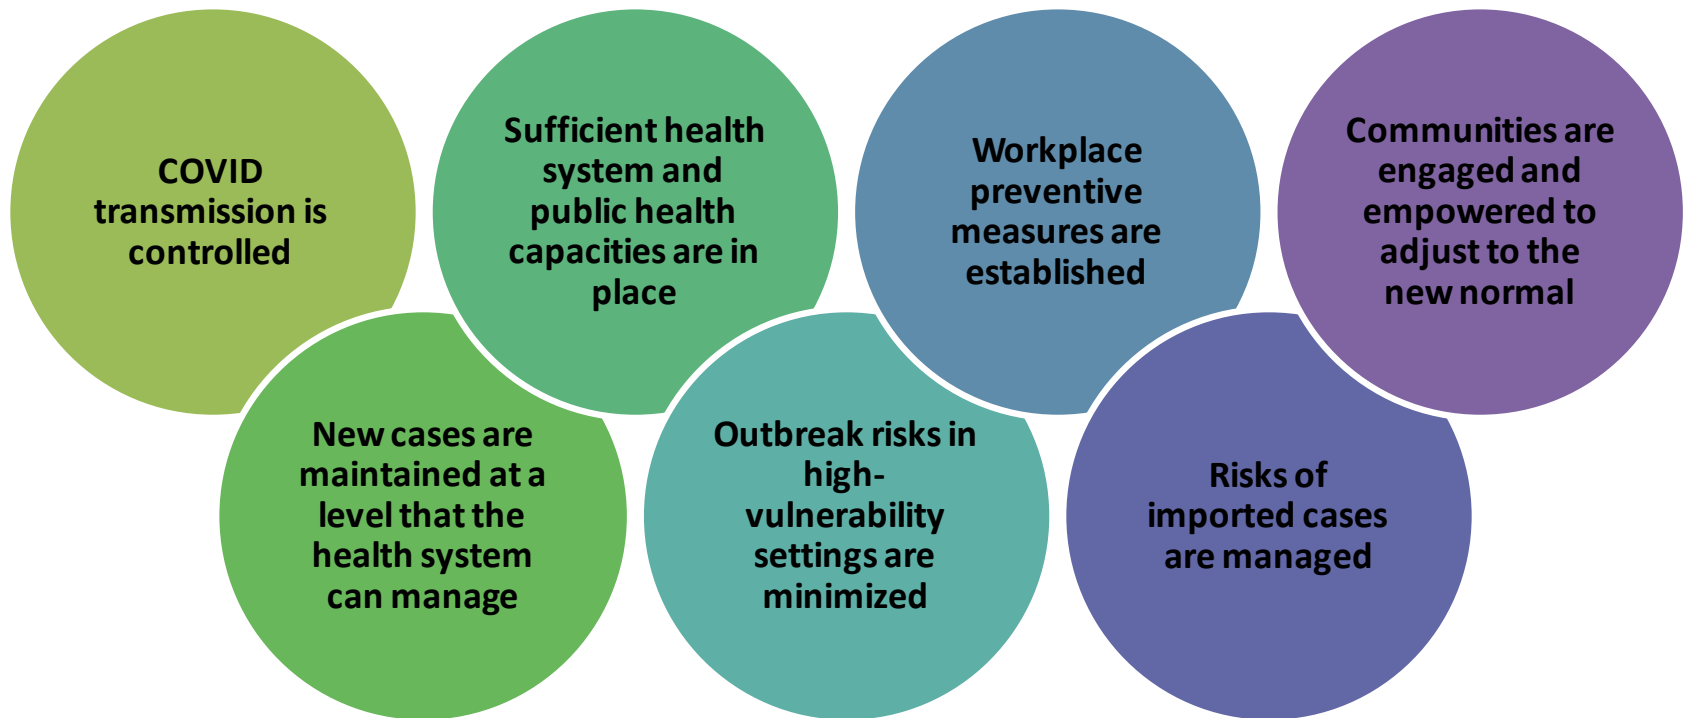 COVID
transmission is
controlled
New cases are
maintained at a
level that the
health system
can manage
Sufficient health
system and
public health
capacities are in
place
Outbreak risks in
high-
vulnerability
settings are
minimized
Workplace
preventive
measures are
established
Risks of
imported cases
are managed
Communities are
engaged and
empowered to
adjust to the
new normal